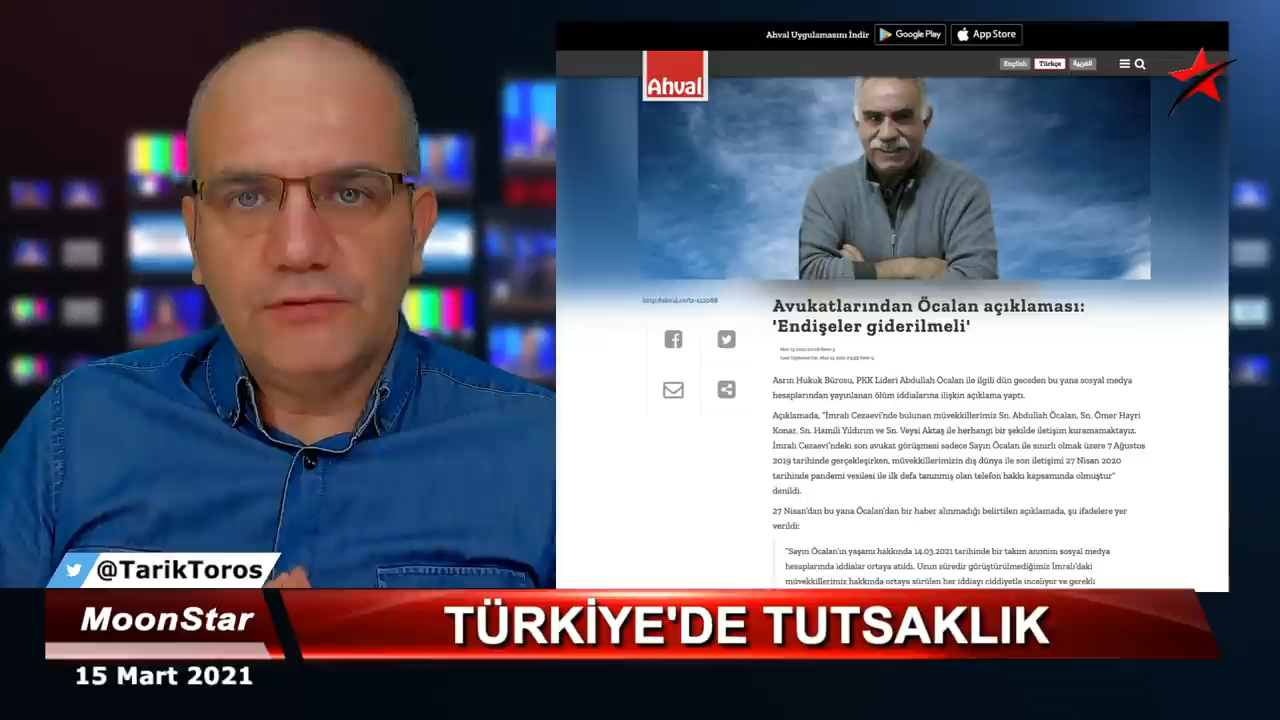 Ahval Uygulamasını İndir
Google Play
App Store
English
Türkçe
العربية
Ahval
Avukatlarından Öcalan açıklaması:
'Endişeler giderilmeli'
Asrın Hukuk Bürosu, PKK Lideri Abdullah Öcalan ile ilgili dün geceden bu yana sosyal medya
hesaplarından yayınlanan ölüm iddialarına ilişkin açıklama yaptı.
Açıklamada, "İmralı Cezaevi'nde bulunan müvekkillerimiz Sn. Abdullah Öcalan, Sn. Ömer Hayri
Konar, Sn. Hamili Yıldırım ve Sn. Veysi Aktaş ile herhangi bir şekilde iletişim kuramamaktayız.
İmralı Cezaevi'ndeki son avukat görüşmesi sadece Sayın Öcalan ile sınırlı olmak üzere 7 Ağustos
2019 tarihinde gerçekleşirken, müvekkillerimizin dış dünya ile son iletişimi 27 Nisan 2020
tarihinde pandemi vesilesi ile ilk defa tanınmış olan telefon hakkı kapsamında olmuştur"
denildi.
27 Nisan'dan bu yana Öcalan'dan bir haber alınmadığı belirtilen açıklamada, şu ifadelere yer
verildi:
"Sayın Öcalan'ın yaşamı hakkında 14.03.2021 tarihinde bir takım anonim sosyal medya
hesaplarında iddialar ortaya atıldı. Uzun süredir görüştürülmediğimiz İmralı'daki
müvekkillerimiz hakkında ortaya sürülen her iddiayı ciddiyetle inceliyor ve gerekli
@TarikToros
MoonStar
TÜRKİYE'DE TUTSAKLIK
15 Mart 2021